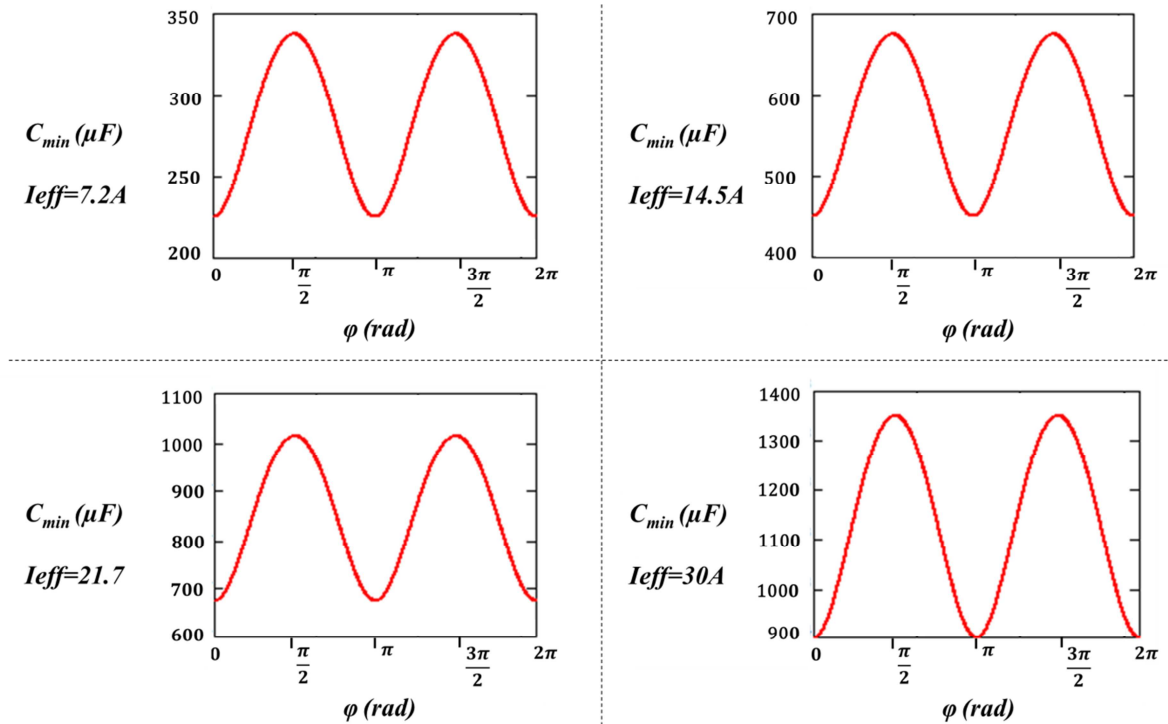 350
300
250
200
C_min (μF)
Ieff=7.2A
0
π/2
π
3π/2
2π
φ (rad)
700
600
500
400
C_min (μF)
Ieff=14.5A
0
π/2
π
3π/2
2π
φ (rad)
1100
1000
900
800
700
600
C_min (μF)
Ieff=21.7
0
π/2
π
3π/2
2π
φ (rad)
1400
1300
1200
1100
1000
900
C_min (μF)
Ieff=30A
0
π/2
π
3π/2
2π
φ (rad)